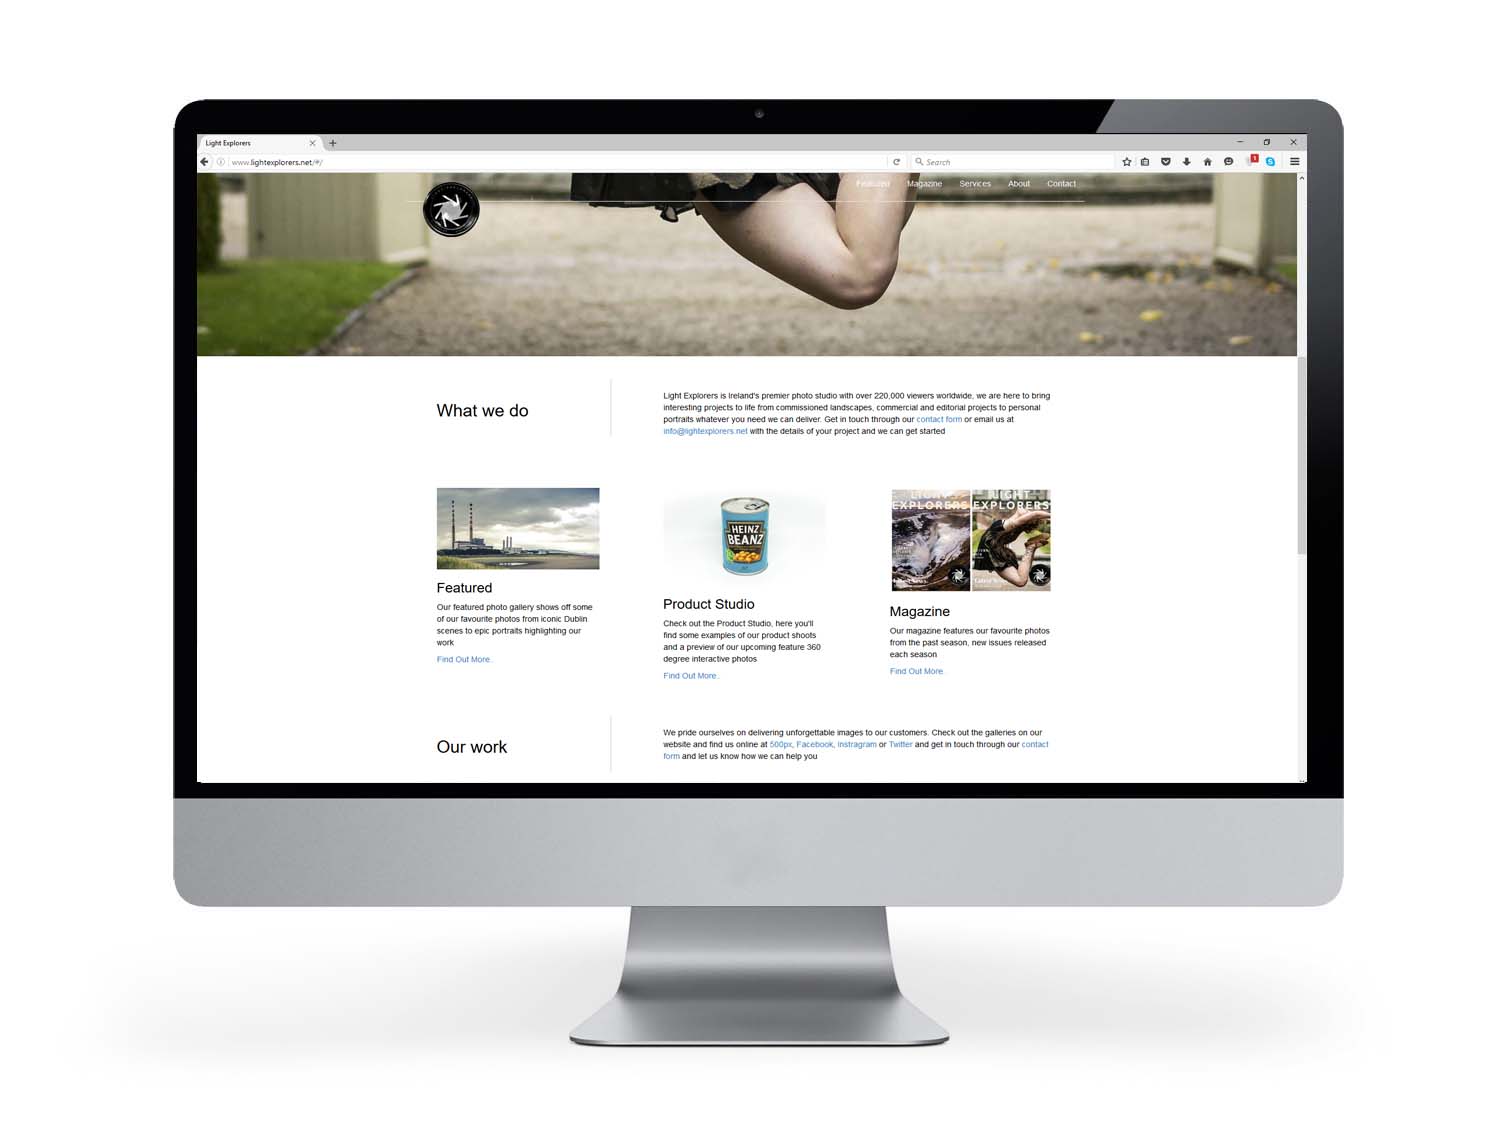 Light Explorers
www.lightexplorers.net/#/
Search
1
Featured Magazine Services About Contact
What we do
Light Explorers is Ireland's premier photo studio with over 220,000 viewers worldwide, we are here to bring
interesting projects to life from commissioned landscapes, commercial and editorial projects to personal
portraits whatever you need we can deliver. Get in touch through our contact form or email us at
info@lightexplorers.net with the details of your project and we can get started
HEINZ
BEANZ
LIGHT
EXPLORERS
LIGHT
EXPLORERS
Featured
Our featured photo gallery shows off some
of our favourite photos from iconic Dublin
scenes to epic portraits highlighting our
work
Find Out More..
Product Studio
Check out the Product Studio, here you'll
find some examples of our product shoots
and a preview of our upcoming feature 360
degree interactive photos
Find Out More..
Magazine
Our magazine features our favourite photos
from the past season, new issues released
each season
Find Out More..
Our work
We pride ourselves on delivering unforgettable images to our customers. Check out the galleries on our
website and find us online at 500px, Facebook, Instragram or Twitter and get in touch through our contact
form and let us know how we can help you